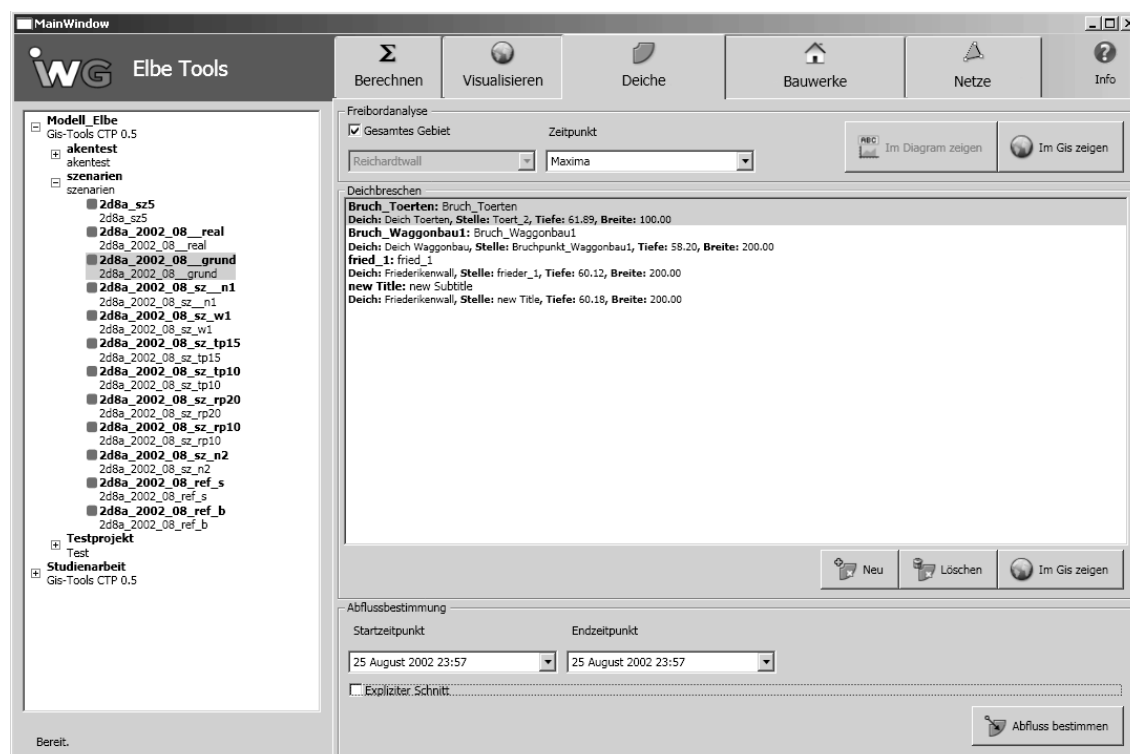 MainWindow
iWG Elbe Tools
Σ
Berechnen
Visualisieren
Deiche
Bauwerke
Netze
?
Info
Modell_Elbe
Gis-Tools CTP 0.5
akentest
akentest
szenarien
szenarien
2d8a_sz5
2d8a_sz5
2d8a_2002_08__real
2d8a_2002_08__real
2d8a_2002_08__grund
2d8a_2002_08__grund
2d8a_2002_08_sz__n1
2d8a_2002_08_sz__n1
2d8a_2002_08_sz_w1
2d8a_2002_08_sz_w1
2d8a_2002_08_sz_tp15
2d8a_2002_08_sz_tp15
2d8a_2002_08_sz_tp10
2d8a_2002_08_sz_tp10
2d8a_2002_08_sz_rp20
2d8a_2002_08_sz_rp20
2d8a_2002_08_sz_rp10
2d8a_2002_08_sz_rp10
2d8a_2002_08_sz_n2
2d8a_2002_08_sz_n2
2d8a_2002_08_ref_s
2d8a_2002_08_ref_s
2d8a_2002_08_ref_b
2d8a_2002_08_ref_b
Testprojekt
Test
Studienarbeit
Gis-Tools CTP 0.5
Bereit.
Freibordanalyse
Gesamtes Gebiet
Zeitpunkt
Reichardtwall
Maxima
ABC
Im Diagram zeigen
Im Gis zeigen
Deichbreschen
Bruch_Toerten: Bruch_Toerten
Deich: Deich Toerten, Stelle: Toert_2, Tiefe: 61.89, Breite: 100.00
Bruch_Waggonbau1: Bruch_Waggonbau1
Deich: Deich Waggonbau, Stelle: Bruchpunkt_Waggonbau1, Tiefe: 58.20, Breite: 200.00
fried_1: fried_1
Deich: Friederikenwall, Stelle: frieder_1, Tiefe: 60.12, Breite: 200.00
new Title: new Subtitle
Deich: Friederikenwall, Stelle: new Title, Tiefe: 60.18, Breite: 200.00
Neu
Löschen
Im Gis zeigen
Abflussbestimmung
Startzeitpunkt
Endzeitpunkt
25 August 2002 23:57
25 August 2002 23:57
Expliziter Schnitt
Abfluss bestimmen